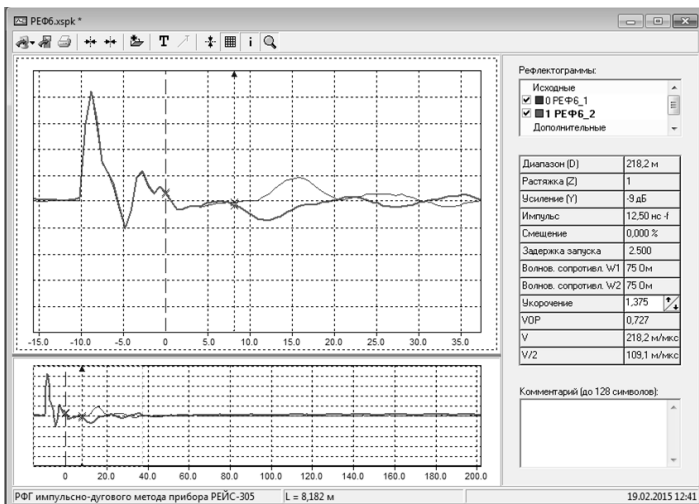 РЕФ6.xspk *
T i
Рефлектограммы:
Исходные
0 РЕФ6_1
1 РЕФ6_2
Дополнительные
Диапазон (D) 218,2 м
Растяжка (Z) 1
Усиление (Y) -9 дБ
Импульс 12,50 нс -f
Смещение 0,000 %
Задержка запуска 2.500
Волнов. сопротивл. W1 75 Ом
Волнов. сопротивл. W2 75 Ом
Укорочение 1,375
VOP 0,727
V 218,2 м/мкс
V/2 109,1 м/мкс
-15.0 -10.0 -5.0 0 5.0 10.0 15.0 20.0 25.0 30.0 35.0
Комментарий (до 128 символов):
0 20.0 40.0 60.0 80.0 100.0 120.0 140.0 160.0 180.0 200.0
РФГ импульсно-дугового метода прибора РЕЙС-305 L = 8,182 м 19.02.2015 12:41